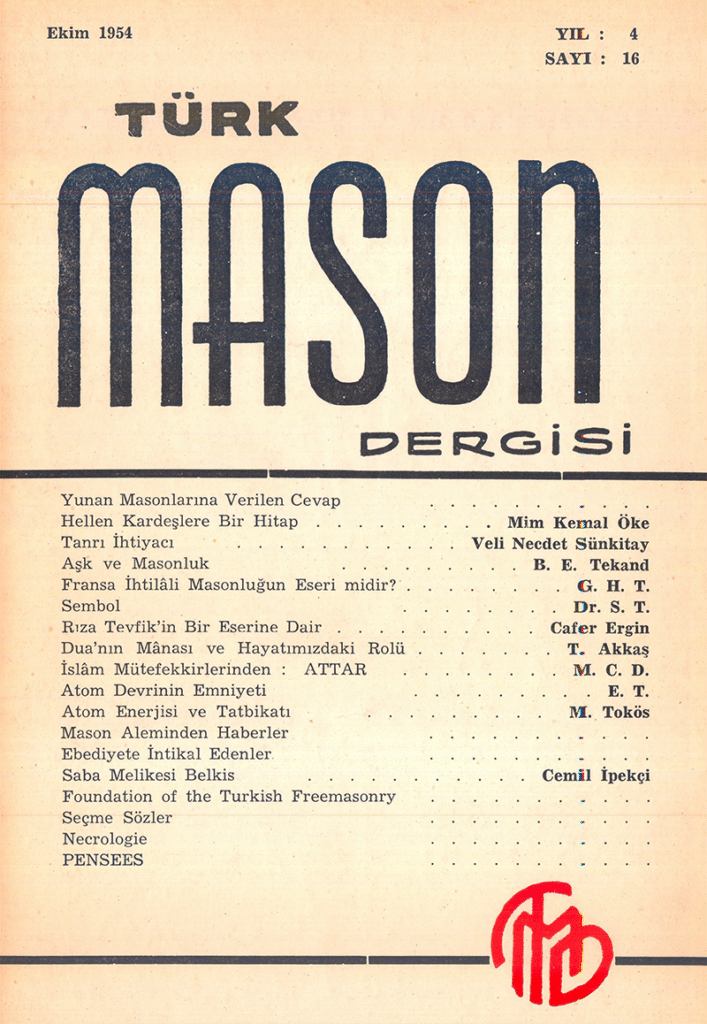 Ekim 1954 YIL : 4
SAYI : 16
TÜRK
MASON
DERGİSİ
Yunan Masonlarına Verilen Cevap . . . . . . . . . . .
Hellen Kardeşlere Bir Hitap . . . . . . . . . Mim Kemal Öke
Tanrı İhtiyacı . . . . . . . . . . . . Veli Necdet Sünkitay
Aşk ve Masonluk . . . . . . . . . B. E. Tekand
Fransa İhtilâli Masonluğun Eseri midir? . . . . . . . . G. H. T.
Sembol . . . . . . . . Dr. S. T.
Rıza Tevfik'in Bir Eserine Dair . . . . . . . . . . Cafer Ergin
Dua'nın Mânası ve Hayatımızdaki Rolü . . . . . . . T. Akkaş
İslâm Mütefekkirlerinden : ATTAR . . . . . . . . M. C. D.
Atom Devrinin Emniyeti . . . . . . . . . E. T.
Atom Enerjisi ve Tatbikatı . . . . . . . . . M. Tokös
Mason Aleminden Haberler . . . . . . . . . . .
Ebediyete İntikal Edenler . . . . . . . . . . .
Saba Melikesi Belkis . . . . . . . . . . . Cemil İpekçi
Foundation of the Turkish Freemasonry . . . . . . . . . . .
Seçme Sözler . . . . . . . . . . .
Necrologie . . . . . . . . . . .
PENSEES . . . . . . . . . . .